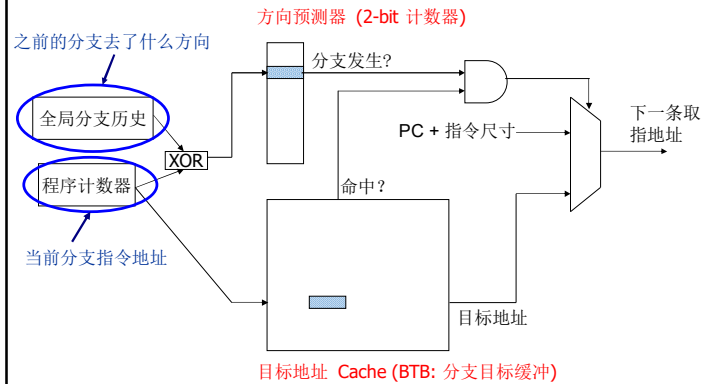 方向预测器 (2-bit 计数器)
之前的分支去了什么方向
分支发生?
全局分支历史
PC + 指令尺寸
下一条取
指地址
XOR
程序计数器
命中？
当前分支指令地址
目标地址
目标地址 Cache (BTB: 分支目标缓冲)